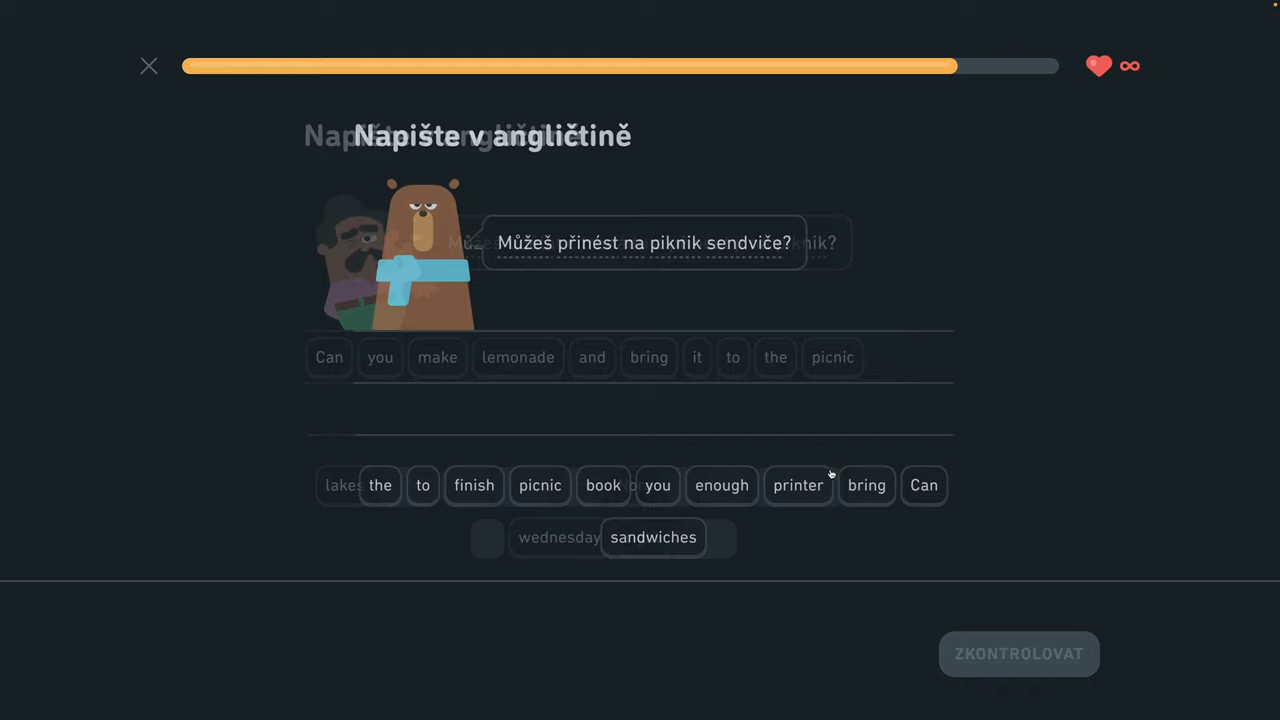 ∞
Napište v angličtině
Můžeš přinést na piknik sendviče?
Can you make lemonade and bring it to the picnic
lakes the to finish picnic book you enough printer bring Can
wednesday sandwiches
ZKONTROLOVAT